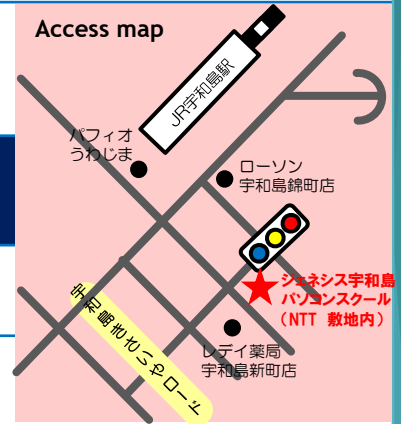 Access map
JR宇和島駅
パフィオ
うわじま
ローソン
宇和島錦町店
ジェネシス宇和島
パソコンスクール
（NTT 敷地内）
宇和島きさいやロード
レデイ薬局
宇和島新町店